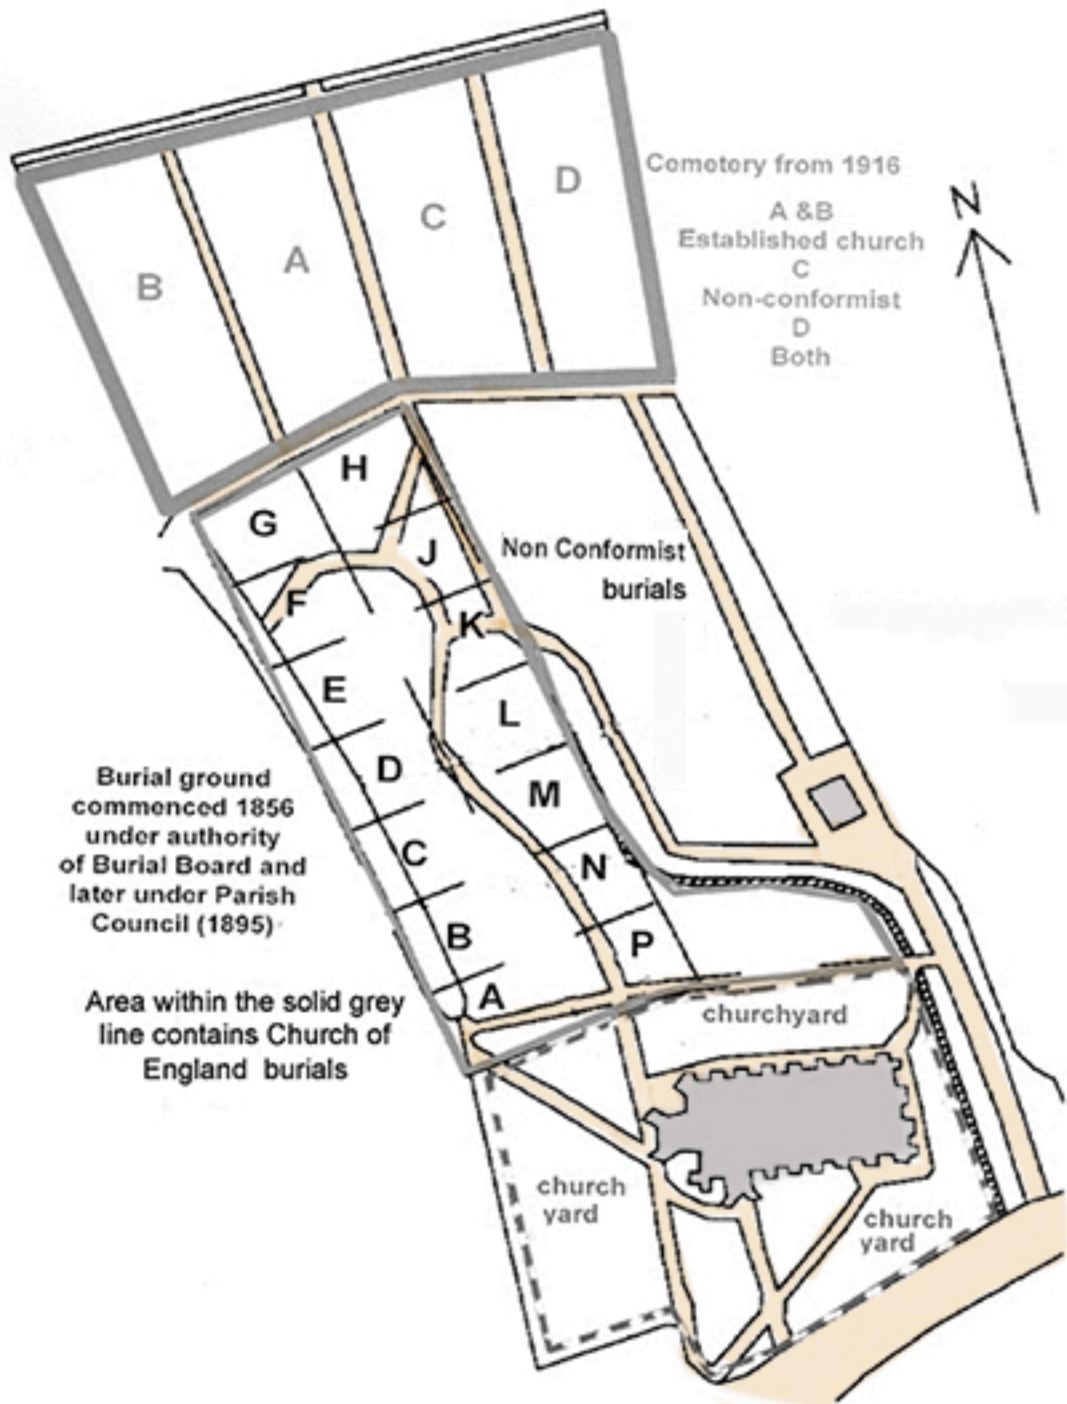 Cemetery from 1916
A &B
Established church
C
Non-conformist
D
Both
N
D
C
A
B
H
G
J
F
K
Non Conformist
burials
E
L
D
M
C
N
B
P
A
Burial ground
commenced 1856
under authority
of Burial Board and
later under Parish
Council (1895)
Area within the solid grey
line contains Church of
England burials
churchyard
church
yard
church
yard